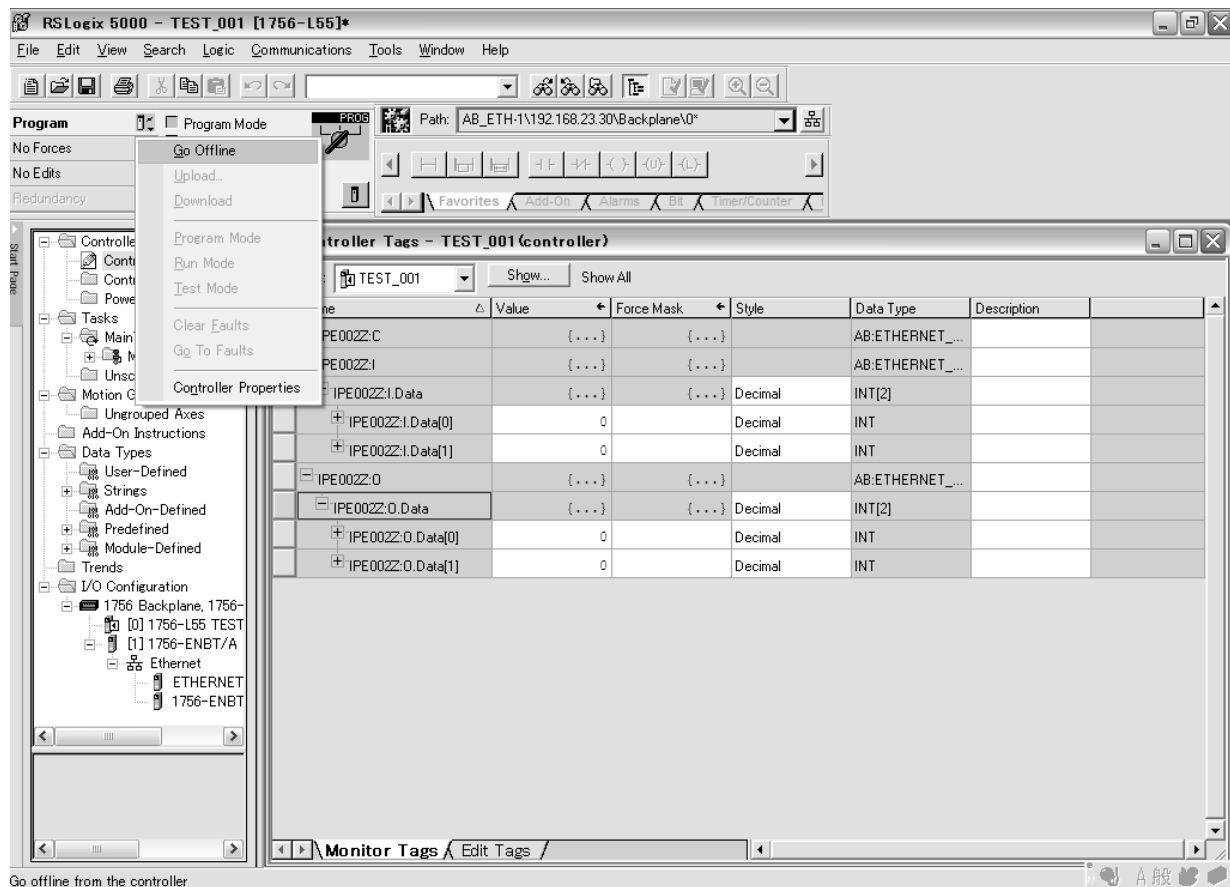 RSLogix 5000 - TEST_001 [1756-L55]*
File Edit View Search Logic Communications Tools Window Help
Program
Program Mode
PROG
Path: AB_ETH-1\192.168.23.30\Backplane\0*
No Forces
No Edits
Redundancy
Go Offline
Upload...
Download
Program Mode
Run Mode
Test Mode
Clear Faults
Go To Faults
Controller Properties
Favorites Add-On Alarms Bit Timer/Counter
Start Page
Controlle
Cont
Cont
Powe
Tasks
Main
M
Unsc
Motion G
Ungrouped Axes
Add-On Instructions
Data Types
User-Defined
Strings
Add-On-Defined
Predefined
Module-Defined
Trends
I/O Configuration
1756 Backplane, 1756-
[0] 1756-L55 TEST
[1] 1756-ENBT/A
Ethernet
ETHERNET
1756-ENBT
ntroller Tags - TEST_001(controller)
TEST_001 Show... Show All
me Value Force Mask Style Data Type Description
IPE002Z:C {...} {...} AB:ETHERNET_...
IPE002Z:I {...} {...} AB:ETHERNET_...
IPE002Z:I.Data {...} {...} Decimal INT[2]
IPE002Z:I.Data[0] 0 Decimal INT
IPE002Z:I.Data[1] 0 Decimal INT
IPE002Z:O {...} {...} AB:ETHERNET_...
IPE002Z:O.Data {...} {...} Decimal INT[2]
IPE002Z:O.Data[0] 0 Decimal INT
IPE002Z:O.Data[1] 0 Decimal INT
Monitor Tags Edit Tags
Go offline from the controller
A 般